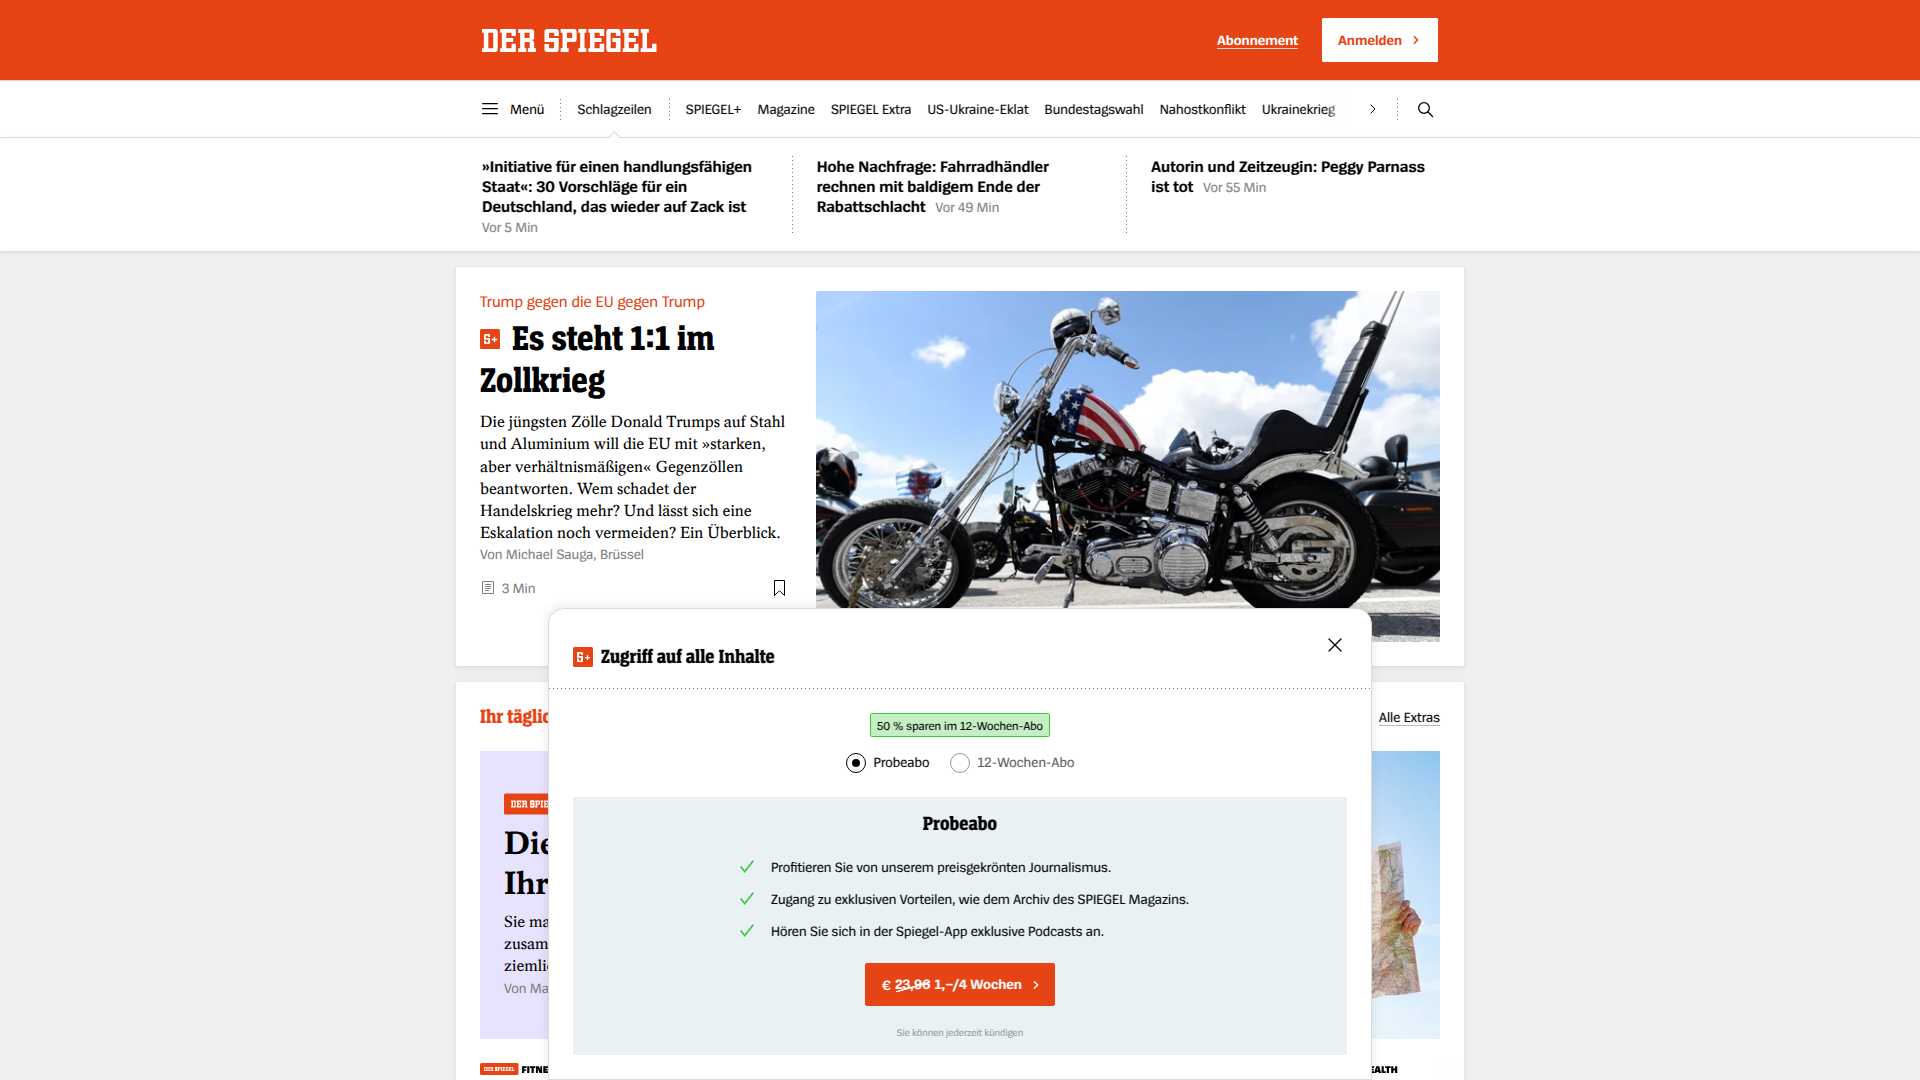 DER SPIEGEL
Abonnement
Anmelden
Menü
Schlagzeilen
SPIEGEL+
Magazine
SPIEGEL Extra
US-Ukraine-Eklat
Bundestagswahl
Nahostkonflikt
Ukrainekrieg
»Initiative für einen handlungsfähigen
Staat«: 30 Vorschläge für ein
Deutschland, das wieder auf Zack ist
Vor 5 Min
Hohe Nachfrage: Fahrradhändler
rechnen mit baldigem Ende der
Rabattschlacht Vor 49 Min
Autorin und Zeitzeugin: Peggy Parnass
ist tot Vor 55 Min
Trump gegen die EU gegen Trump
S+ Es steht 1:1 im
Zollkrieg
Die jüngsten Zölle Donald Trumps auf Stahl
und Aluminium will die EU mit »starken,
aber verhältnismäßigen« Gegenzöllen
beantworten. Wem schadet der
Handelskrieg mehr? Und lässt sich eine
Eskalation noch vermeiden? Ein Überblick.
Von Michael Sauga, Brüssel
3 Min
S+ Zugriff auf alle Inhalte
50 % sparen im 12-Wochen-Abo
Probeabo
12-Wochen-Abo
Probeabo
Profitieren Sie von unserem preisgekrönten Journalismus.
Zugang zu exklusiven Vorteilen, wie dem Archiv des SPIEGEL Magazins.
Hören Sie sich in der Spiegel-App exklusive Podcasts an.
€ 23,96 1,–/4 Wochen
Sie können jederzeit kündigen
Ihr täglic
Alle Extras
DER SPIE
Die
Ihr
Sie ma
zusam
ziemli
Von Ma
DER SPIEGEL FITNE
EALTH